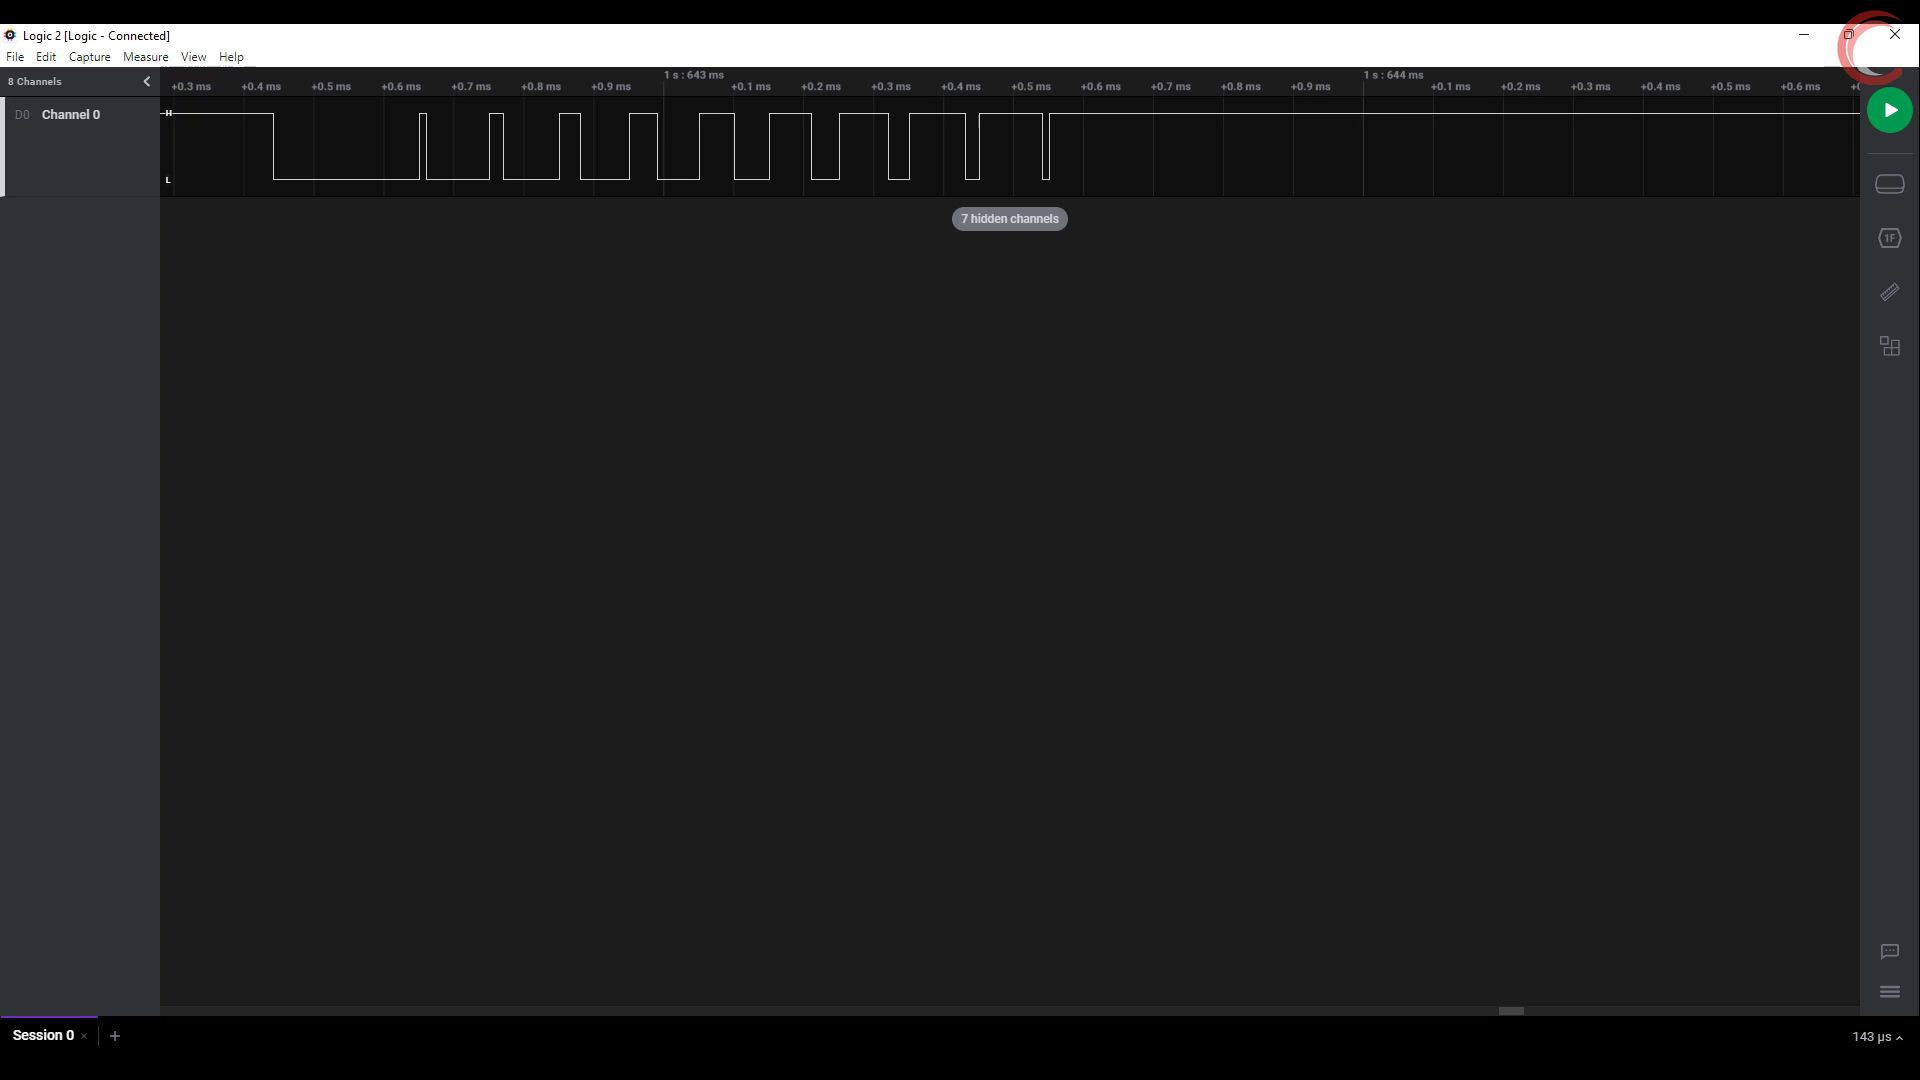 Logic 2 [Logic - Connected]
File Edit Capture Measure View Help
8 Channels
1 s : 643 ms 1 s : 644 ms
+0.3 ms +0.4 ms +0.5 ms +0.6 ms +0.7 ms +0.8 ms +0.9 ms +0.1 ms +0.2 ms +0.3 ms +0.4 ms +0.5 ms +0.6 ms +0.7 ms +0.8 ms +0.9 ms +0.1 ms +0.2 ms +0.3 ms +0.4 ms +0.5 ms +0.6 ms
D0 Channel 0
H
L
7 hidden channels
1F
Session 0
143 µs